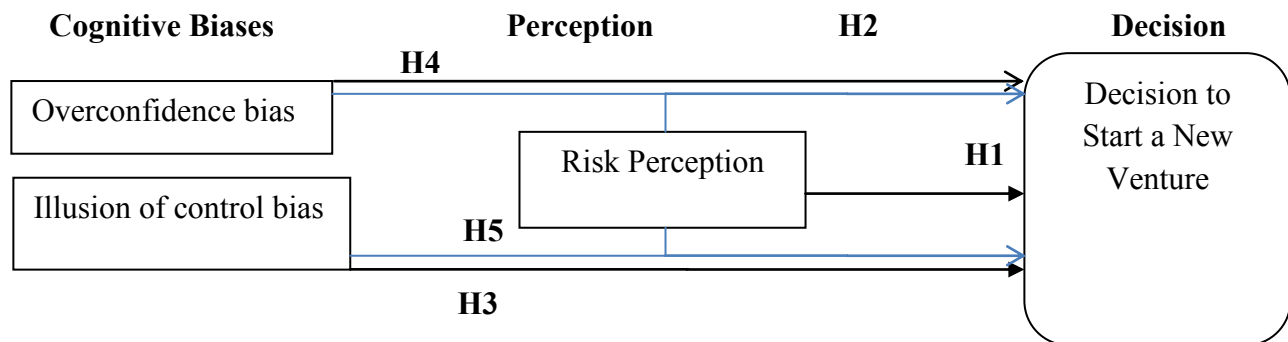 Cognitive Biases Perception H2 Decision
H4
Overconfidence bias
Decision to
Start a New
Venture
Risk Perception
H1
Illusion of control bias
H5
H3